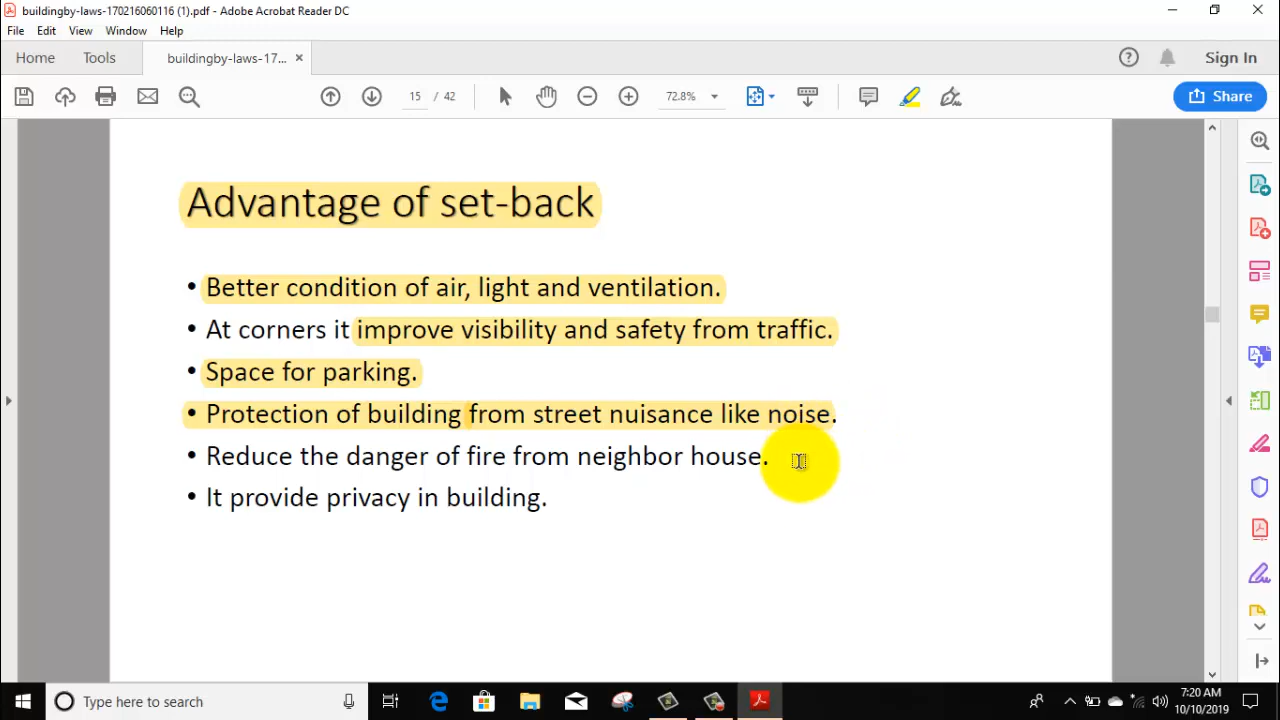 buildingby-laws-170216060116 (1).pdf - Adobe Acrobat Reader DC
File Edit View Window Help
Home Tools buildingby-laws-17... × Sign In
15 / 42 72.8% Share
Advantage of set-back
• Better condition of air, light and ventilation.
• At corners it improve visibility and safety from traffic.
• Space for parking.
• Protection of building from street nuisance like noise.
• Reduce the danger of fire from neighbor house.
• It provide privacy in building.
Type here to search
7:20 AM
10/10/2019